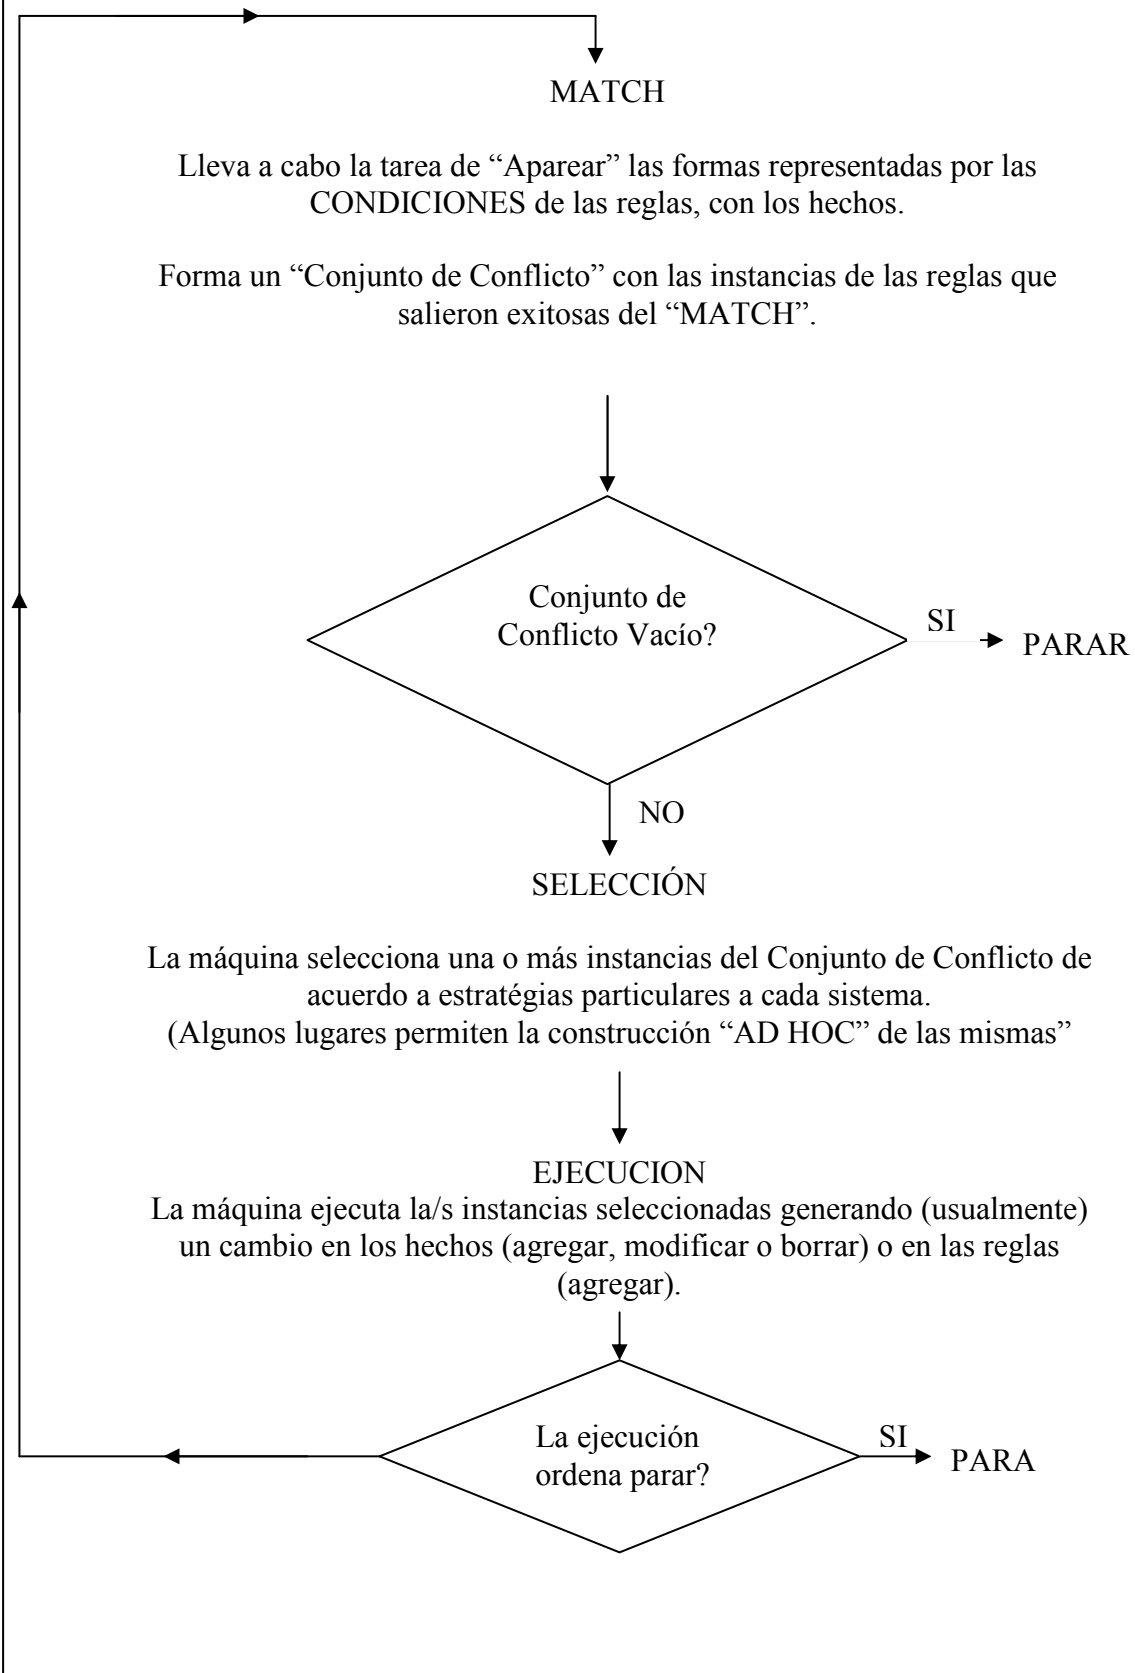 MATCH
Lleva a cabo la tarea de “Aparear” las formas representadas por las
CONDICIONES de las reglas, con los hechos.
Forma un “Conjunto de Conflicto” con las instancias de las reglas que
salieron exitosas del “MATCH”.
Conjunto de
Conflicto Vacío?
SI
PARAR
NO
SELECCIÓN
La máquina selecciona una o más instancias del Conjunto de Conflicto de
acuerdo a estratégias particulares a cada sistema.
(Algunos lugares permiten la construcción “AD HOC” de las mismas”
EJECUCION
La máquina ejecuta la/s instancias seleccionadas generando (usualmente)
un cambio en los hechos (agregar, modificar o borrar) o en las reglas
(agregar).
La ejecución
ordena parar?
SI
PARA